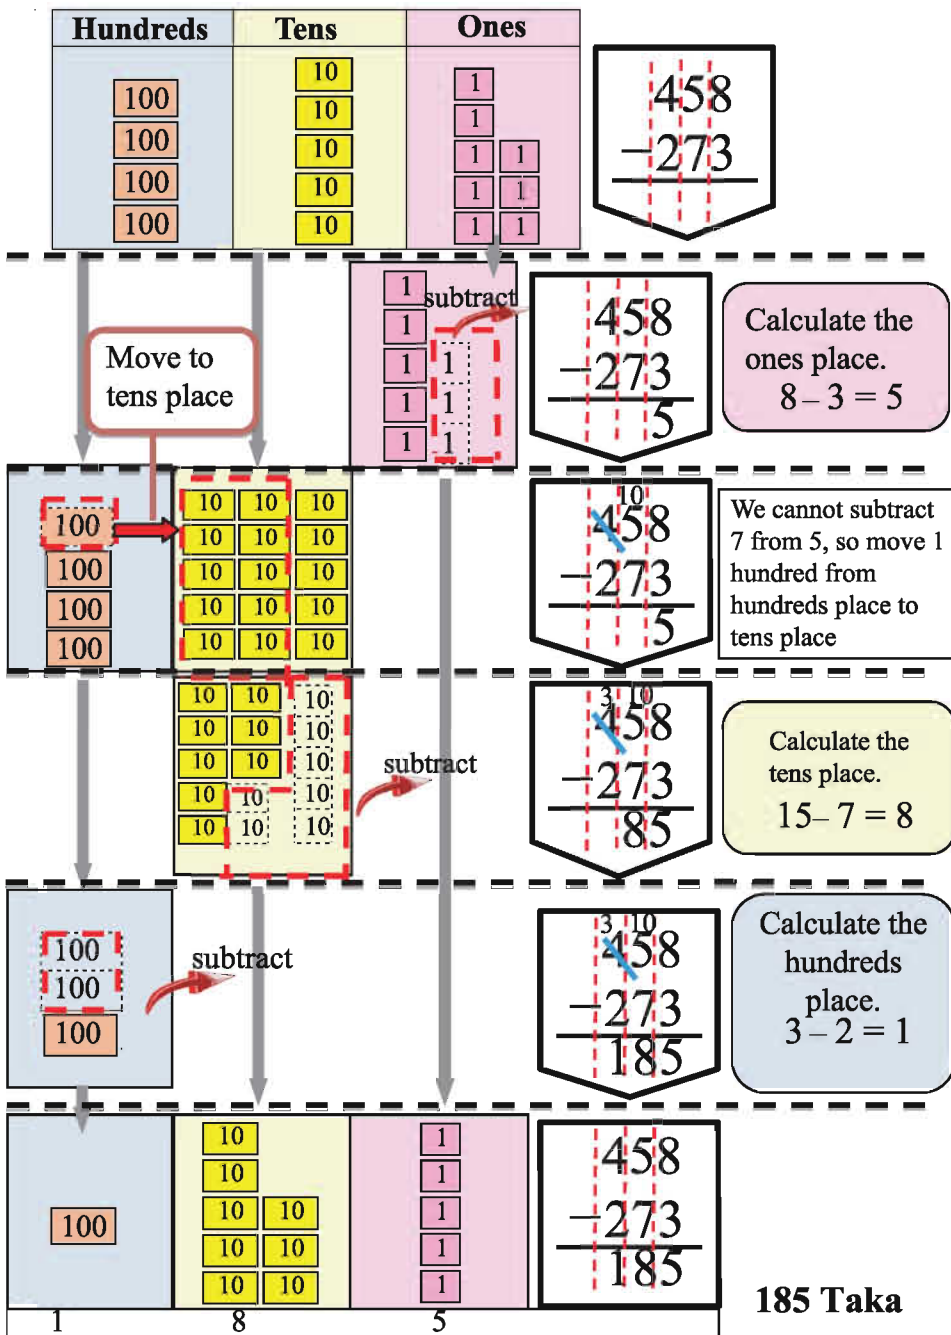 Hundreds Tens Ones
100
100
100
100
10
10
10
10
10
1
1
1 1
1 1
1 1
458
−273
Move to
tens place
1
1
1
1
1
1
1
1
subtract
458
−273
5
Calculate the
ones place.
8 – 3 = 5
100
100
100
100
10 10 10
10 10 10
10 10 10
10 10 10
10 10 10
10
458
−273
5
We cannot subtract
7 from 5, so move 1
hundred from
hundreds place to
tens place
10 10 10
10 10 10
10 10 10
10 10 10
10 10 10
subtract
3 10
458
−273
85
Calculate the
tens place.
15– 7 = 8
100
100
100
subtract
3 10
458
−273
185
Calculate the
hundreds
place.
3 – 2 = 1
100
10
10
10 10
10 10
10 10
1
1
1
1
1
458
−273
185
185 Taka
1 8 5